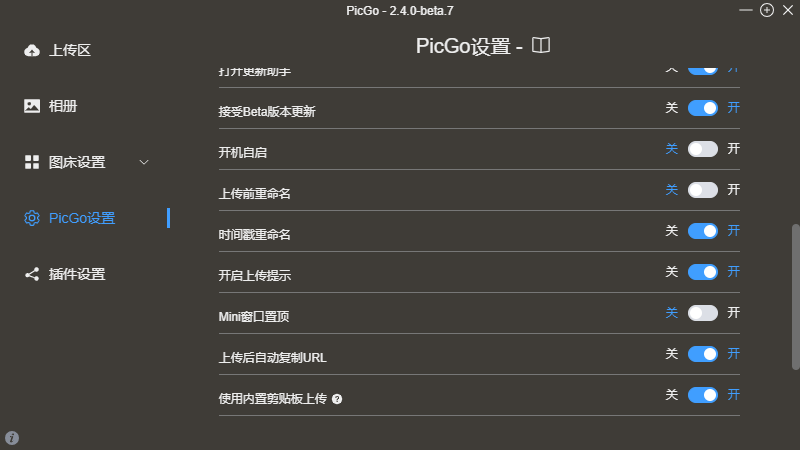 PicGo - 2.4.0-beta.7
上传区
相册
图床设置
PicGo设置
插件设置
PicGo设置 -
打开更新助手 关 开
接受Beta版本更新 关 开
开机自启 关 开
上传前重命名 关 开
时间戳重命名 关 开
开启上传提示 关 开
Mini窗口置顶 关 开
上传后自动复制URL 关 开
使用内置剪贴板上传 关 开